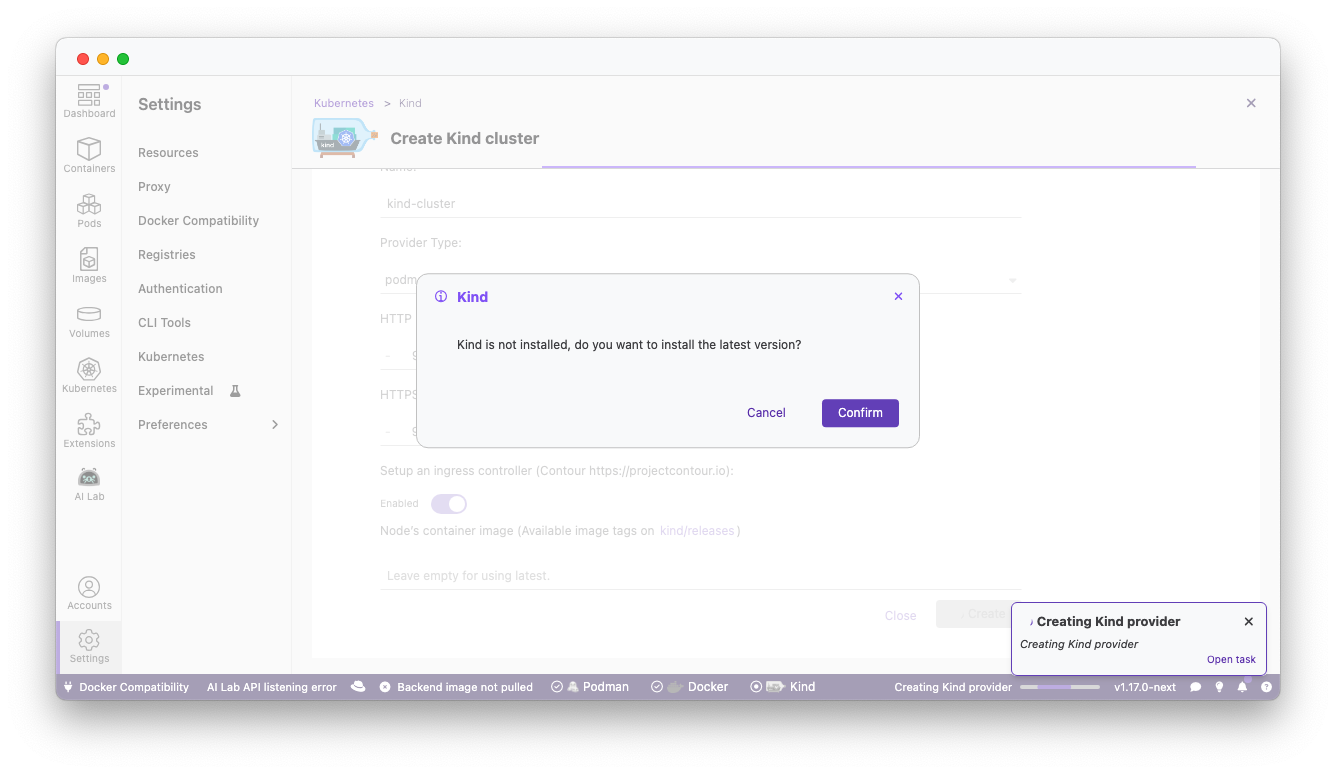 Dashboard
Containers
Pods
Images
Volumes
Kubernetes
Extensions
AI Lab
Accounts
Settings
Settings
Resources
Proxy
Docker Compatibility
Registries
Authentication
CLI Tools
Kubernetes
Experimental
Preferences
Kubernetes > Kind
kind
Create Kind cluster
kind-cluster
Provider Type:
HTTP
- 9
HTTPS
- 9
Kind
Kind is not installed, do you want to install the latest version?
Cancel Confirm
Setup an ingress controller (Contour https://projectcontour.io):
Enabled
Node's container image (Available image tags on kind/releases)
Leave empty for using latest.
Close Create
Creating Kind provider
Creating Kind provider
Open task
Docker Compatibility AI Lab API listening error Backend image not pulled Podman Docker Kind Creating Kind provider v1.17.0-next